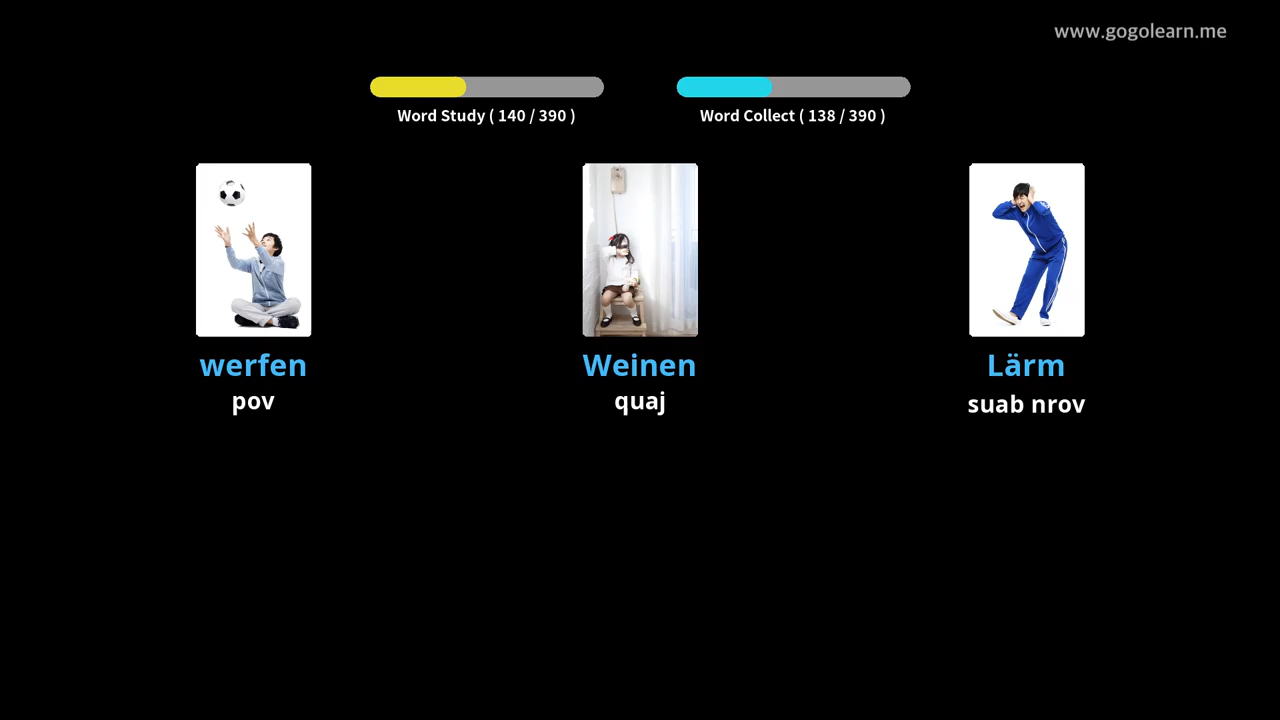 www.gogolearn.me
Word Study ( 140 / 390 )
Word Collect ( 138 / 390 )
werfen
pov
Weinen
quaj
Lärm
suab nrov